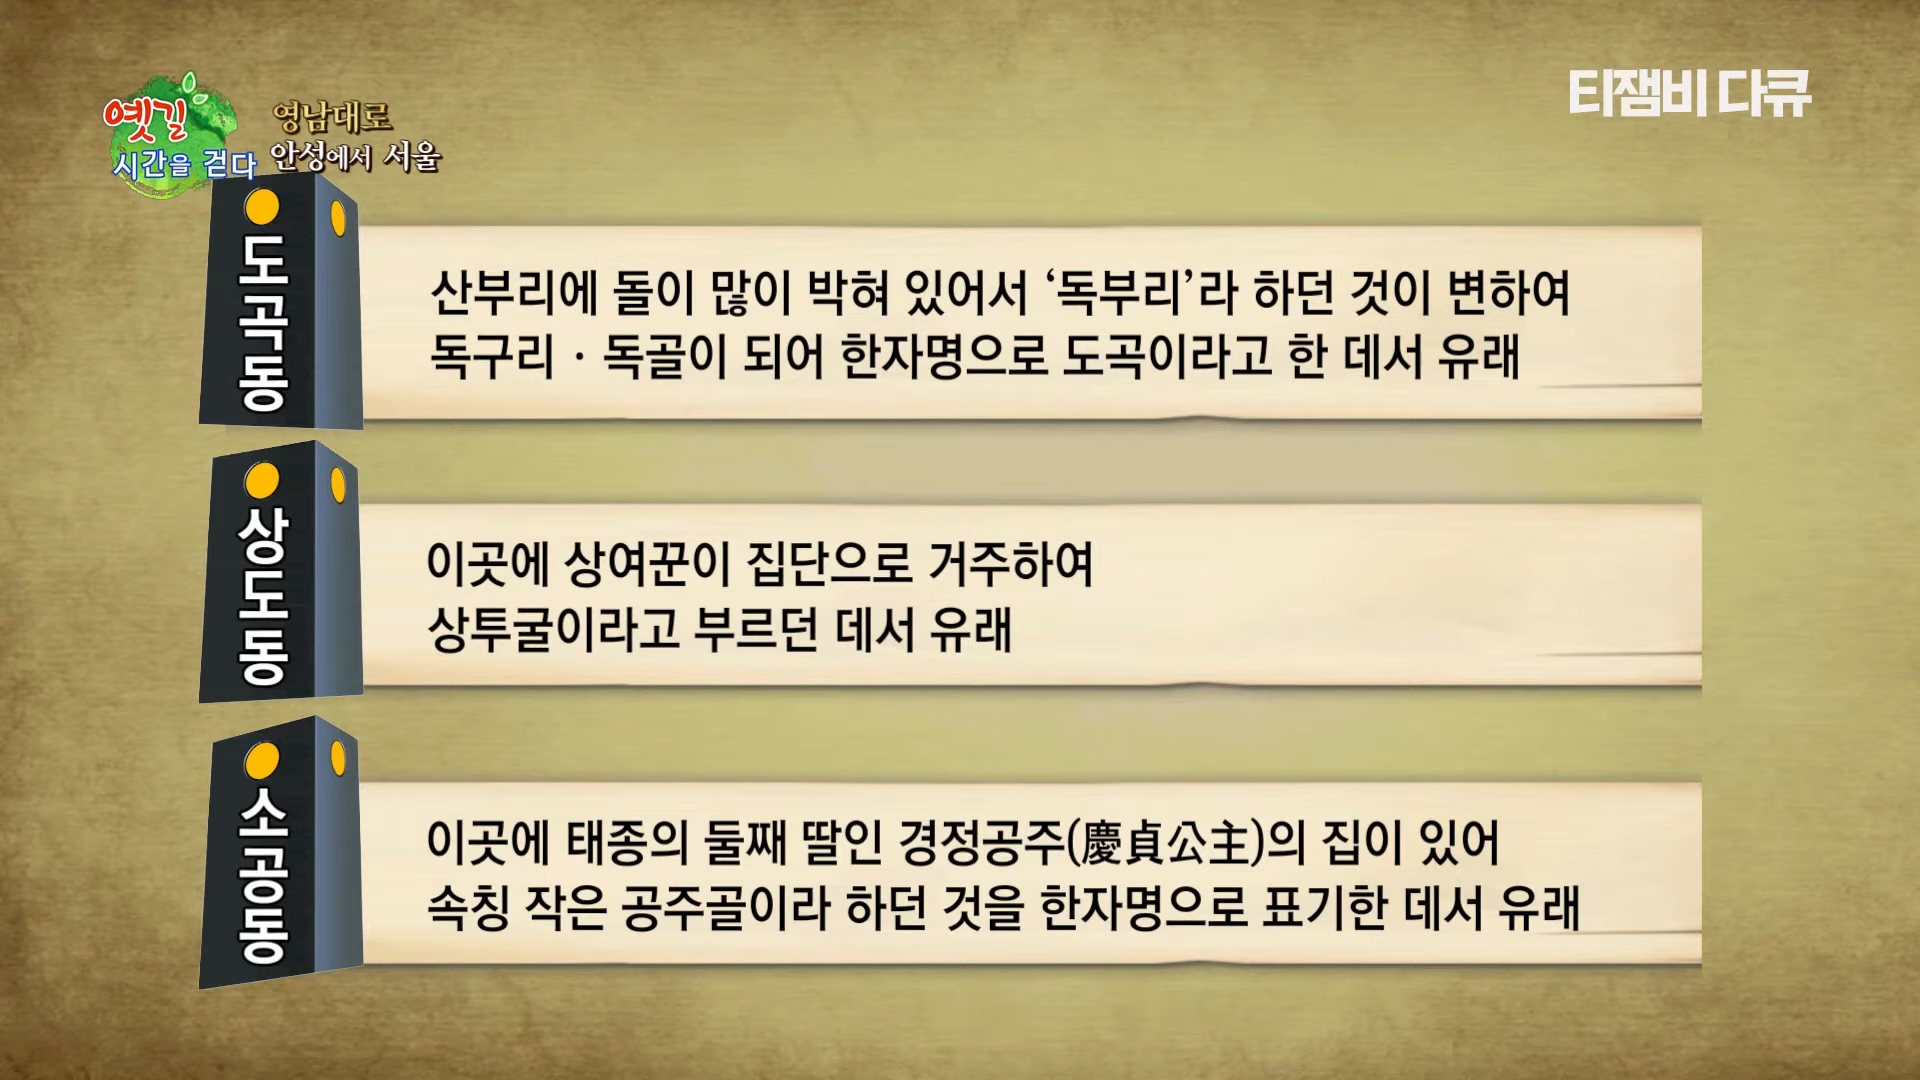 옛길
시간을 걷다
영남대로
안성에서 서울
티잼비 다큐
도곡동
산부리에 돌이 많이 박혀 있어서 ‘독부리’라 하던 것이 변하여
독구리 · 독골이 되어 한자명으로 도곡이라고 한 데서 유래
상도동
이곳에 상여꾼이 집단으로 거주하여
상투굴이라고 부르던 데서 유래
소공동
이곳에 태종의 둘째 딸인 경정공주(慶貞公主)의 집이 있어
속칭 작은 공주골이라 하던 것을 한자명으로 표기한 데서 유래